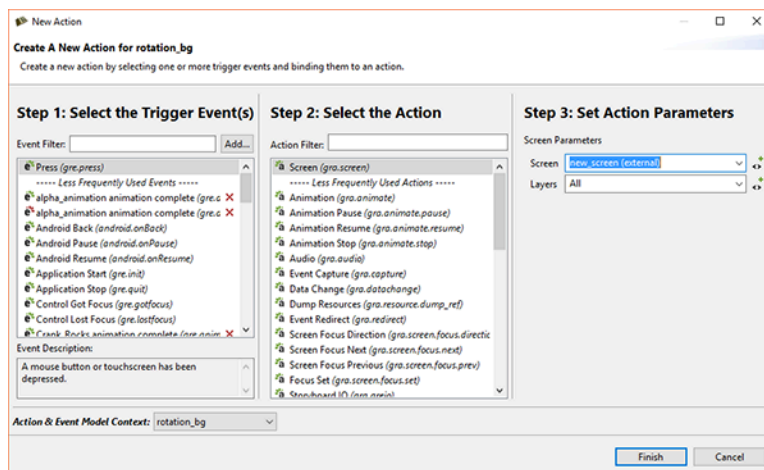 New Action
Create A New Action for rotation_bg
Create a new action by selecting one or more trigger events and binding them to an action.
Step 1: Select the Trigger Event(s)
Event Filter:
Add...
Press (gre.press)
----- Less Frequently Used Events -----
alpha_animation animation complete (gre.a
alpha_animation animation complete (gre.a
Android Back (android.onBack)
Android Pause (android.onPause)
Android Resume (android.onResume)
Application Start (gre.init)
Application Stop (gre.quit)
Control Got Focus (gre.gotfocus)
Control Lost Focus (gre.lostfocus)
Crank_Rocks animation complete (gre.anim
Event Description:
A mouse button or touchscreen has been
depressed.
Step 2: Select the Action
Action Filter:
Screen (gra.screen)
----- Less Frequently Used Actions -----
Animation (gra.animate)
Animation Pause (gra.animate.pause)
Animation Resume (gra.animate.resume)
Animation Stop (gra.animate.stop)
Audio (gra.audio)
Event Capture (gra.capture)
Data Change (gra.datachange)
Dump Resources (gra.resource.dump_ref)
Event Redirect (gra.redirect)
Screen Focus Direction (gra.screen.focus.directic
Screen Focus Next (gra.screen.focus.next)
Screen Focus Previous (gra.screen.focus.prev)
Focus Set (gra.screen.focus.set)
Storyboard IO (gra.greio)
Step 3: Set Action Parameters
Screen Parameters
Screen new_screen (external)
Layers All
Action & Event Model Context: rotation_bg
Finish Cancel